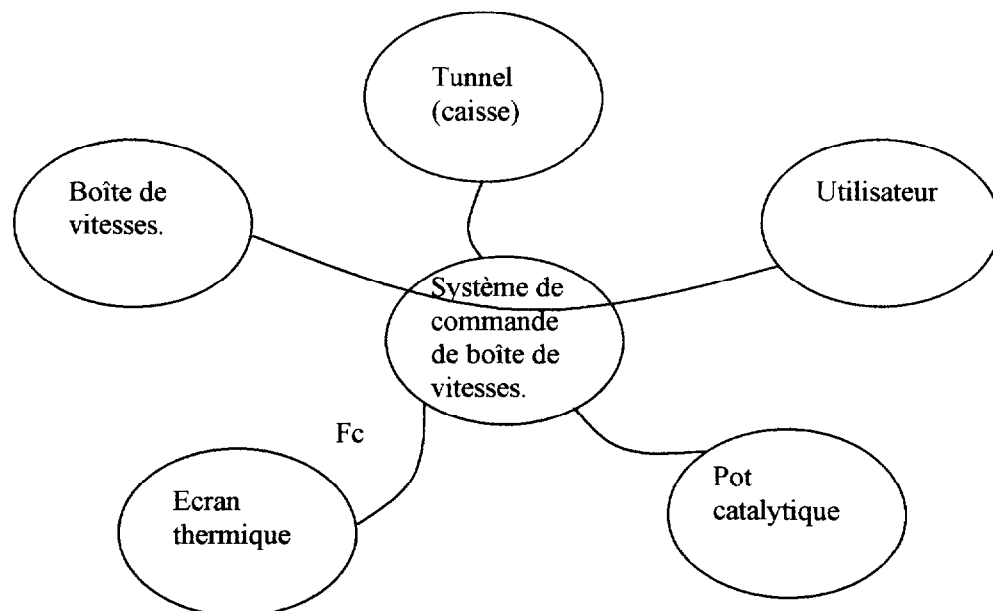 Tunnel
(caisse)
Boîte de
vitesses.
Utilisateur
Système de
commande
de boîte de
vitesses.
Fc
Ecran
thermique
Pot
catalytique